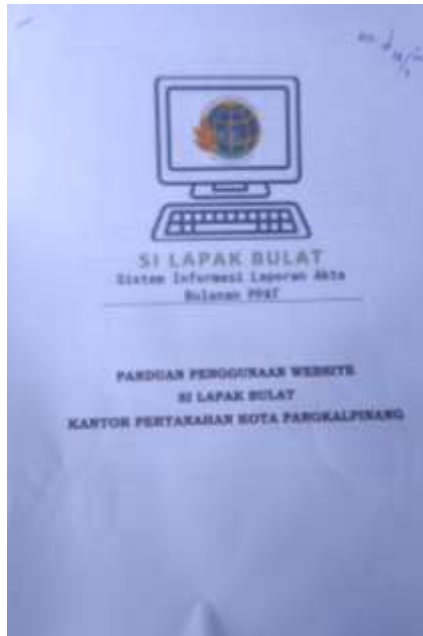 SI LAPAK BULAT
Sistem Informasi Laporan Akta
Bulanan PPAT
PANDUAN PENGGUNAAN WEBSITE
SI LAPAK BULAT
KANTOR PERTANAHAN KOTA PANGKALPINANG